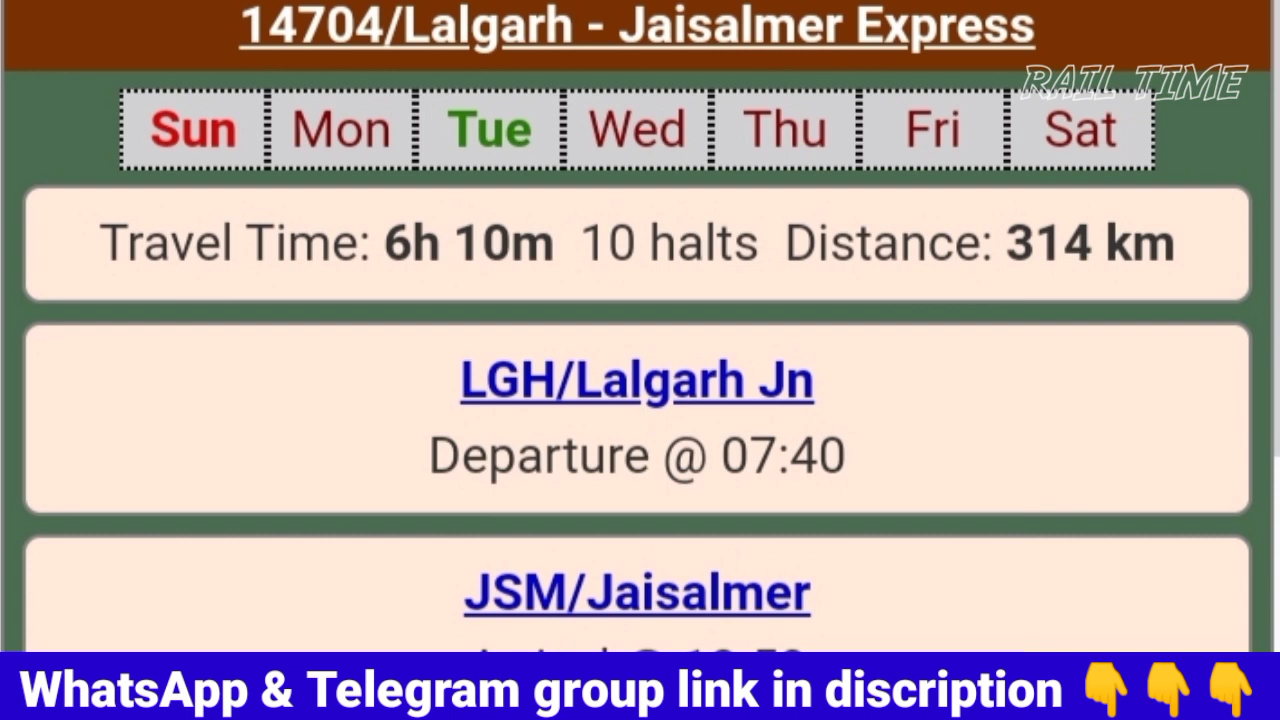 14704/Lalgarh - Jaisalmer Express
RAIL TIME
Sun Mon Tue Wed Thu Fri Sat
Travel Time: 6h 10m 10 halts Distance: 314 km
LGH/Lalgarh Jn
Departure @ 07:40
JSM/Jaisalmer
WhatsApp & Telegram group link in discription 👇👇👇